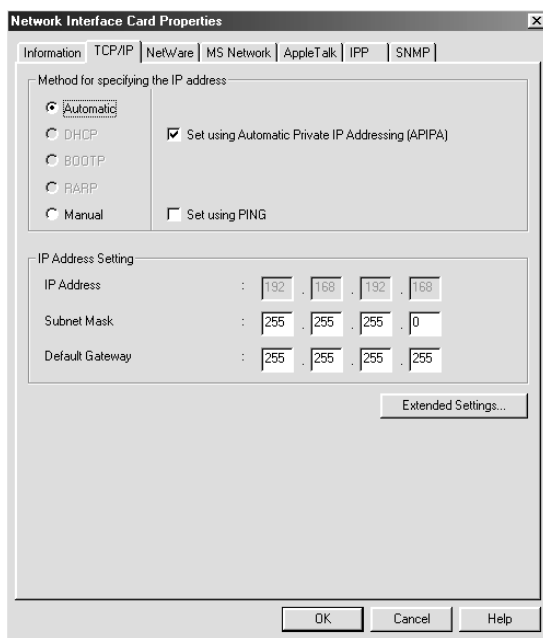 Network Interface Card Properties
Information TCP/IP NetWare MS Network AppleTalk IPP SNMP
Method for specifying the IP address
Automatic
DHCP Set using Automatic Private IP Addressing (APIPA)
BOOTP
RARP
Manual Set using PING
IP Address Setting
IP Address : 192 . 168 . 192 . 168
Subnet Mask : 255 . 255 . 255 . 0
Default Gateway : 255 . 255 . 255 . 255
Extended Settings...
OK Cancel Help